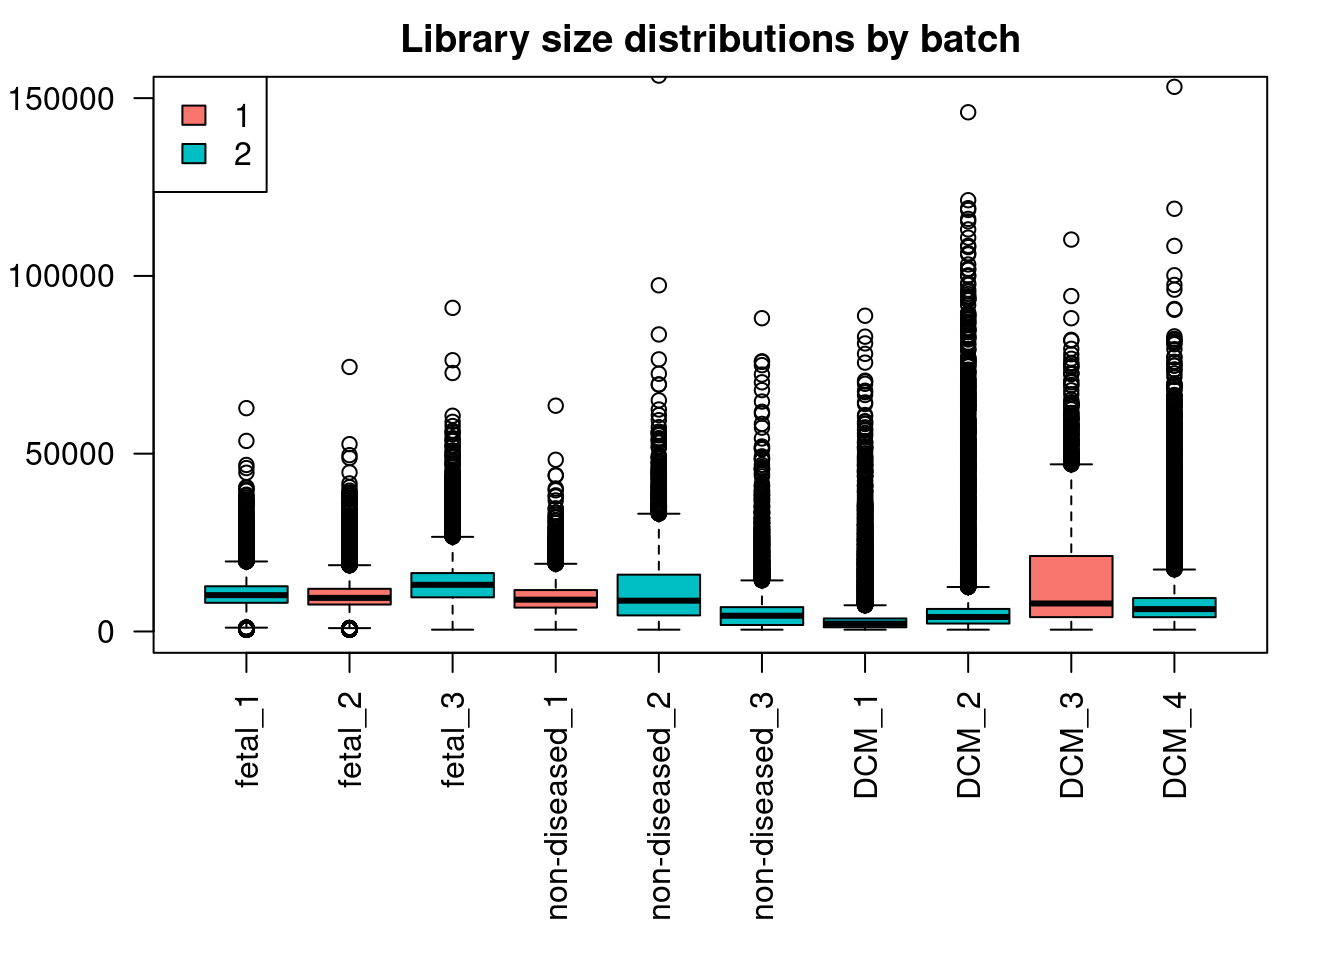 Library size distributions by batch
150000
100000
50000
0
1
2
fetal_1
fetal_2
fetal_3
non-diseased_1
non-diseased_2
non-diseased_3
DCM_1
DCM_2
DCM_3
DCM_4